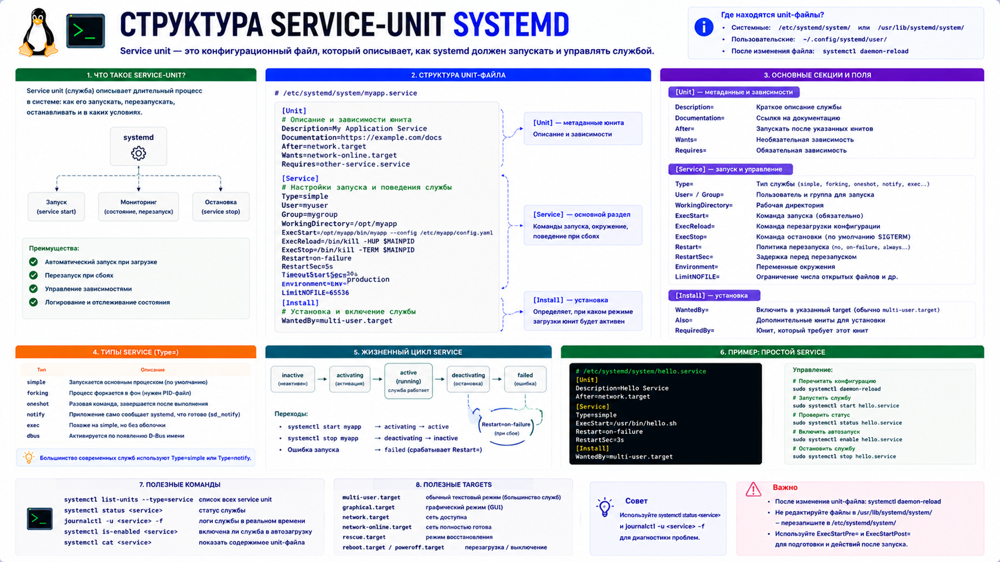 СТРУКТУРА SERVICE-UNIT SYSTEMD
Service unit — это конфигурационный файл, который описывает, как systemd должен запускать и управлять службой.
Где находятся unit-файлы?
• Системные: /etc/systemd/system/ или /usr/lib/systemd/system/
• Пользовательские: ~/.config/systemd/user/
• После изменения файла: systemctl daemon-reload
1. ЧТО ТАКОЕ SERVICE-UNIT?
Service unit (служба) описывает длительный процесс
в системе: как его запускать, перезапускать,
останавливать и в каких условиях.
systemd
Запуск
(service start)
Мониторинг
(состояние, перезапуск)
Остановка
(service stop)
Преимущества:
Автоматический запуск при загрузке
Перезапуск при сбоях
Управление зависимостями
Логирование и отслеживание состояния
2. СТРУКТУРА UNIT-ФАЙЛА
# /etc/systemd/system/myapp.service
[Unit]
# Описание и зависимости юнита
Description=My Application Service
Documentation=https://example.com/docs
After=network.target
Wants=network-online.target
Requires=other-service.service
[Service]
# Настройки запуска и поведения службы
Type=simple
User=myuser
Group=mygroup
WorkingDirectory=/opt/myapp
ExecStart=/opt/myapp/bin/myapp --config /etc/myapp/config.yaml
ExecReload=/bin/kill -HUP $MAINPID
ExecStop=/bin/kill -TERM $MAINPID
Restart=on-failure
RestartSec=5s
TimeoutStartSec=
production
LimitNOFILE=65536
[Install]
# Установка и включение службы
WantedBy=multi-user.target
[Unit] — метаданные юнита
Описание и зависимости
[Service] — основной раздел
Команды запуска, окружение,
поведение при сбоях
[Install] — установка
Определяет, при каком режиме
загрузки юнит будет активен
3. ОСНОВНЫЕ СЕКЦИИ И ПОЛЯ
[Unit] — метаданные и зависимости
Description= Краткое описание службы
Documentation= Ссылка на документацию
After= Запускать после указанных юнитов
Wants= Необязательная зависимость
Requires= Обязательная зависимость
[Service] — запуск и управление
Type= Тип службы (simple, forking, oneshot, notify, exec…)
User= / Group= Пользователь и группа для запуска
WorkingDirectory= Рабочая директория
ExecStart= Команда запуска (обязательно)
ExecReload= Команда перезагрузки конфигурации
ExecStop= Команда остановки (по умолчанию SIGTERM)
Restart= Политика перезапуска (no, on-failure, always…)
RestartSec= Задержка перед перезапуском
Environment= Переменные окружения
LimitNOFILE= Ограничение числа открытых файлов и др.
[Install] — установка
WantedBy= Включить в указанный target (обычно multi-user.target)
Also= Дополнительные юниты для установки
RequiredBy= Юнит, который требует этот юнит
4. ТИПЫ SERVICE (Type=)
Тип Описание
simple Запускается основным процеском (по умолчанию)
forking Процесс форкается в фон (нужен PID-файл)
oneshot Разовая команда, завершается после выполнения
notify Приложение само сообщает systemd, что готово (sd_notify)
exec Похоже на simple, но без оболочки
dbus Активируется по появлению D-Bus имени
Большинство современных служб используют Type=simple или Type=notify.
5. ЖИЗНЕННЫЙ ЦИКЛ SERVICE
inactive
(неактивен)
activating
(активация)
active
(running)
служба работает
deactivating
(остановка)
failed
(ошибка)
Restart=on-failure
(при сбое)
Переходы:
• systemctl start myapp → activating → active
• systemctl stop myapp → deactivating → inactive
• Ошибка запуска → failed (срабатывает Restart=)
6. ПРИМЕР: ПРОСТОЙ SERVICE
# /etc/systemd/system/hello.service
[Unit]
Description=Hello Service
After=network.target
[Service]
Type=simple
ExecStart=/usr/bin/hello.sh
Restart=on-failure
RestartSec=3s
[Install]
WantedBy=multi-user.target
Управление:
# Перечитать конфигурацию
sudo systemctl daemon-reload
# Запустить службу
sudo systemctl start hello.service
# Проверить статус
sudo systemctl status hello.service
# Включать автозапуск
sudo systemctl enable hello.service
# Остановить службу
sudo systemctl stop hello.service
7. ПОЛЕЗНЫЕ КОМАНДЫ
systemctl list-units --type=service список всех service unit
systemctl status <service> статус службы
journalctl -u <service> -f логи службы в реальном времени
systemctl is-enabled <service> включена ли служба в автозагрузку
systemctl cat <service> показать содержимое unit-файла
8. ПОЛЕЗНЫЕ TARGETS
multi-user.target обычный текстовый режим (большинство служб)
graphical.target графический режим (GUI)
network.target сеть доступна
network-online.target сеть полностью готова
rescue.target режим восстановления
reboot.target / poweroff.target перезагрузка / выключение
Совет
Используйте systemctl status <service>
и journalctl -u <service> -f
для диагностики проблем.
Важно
• После изменения unit-файла: systemctl daemon-reload
• Не редактируйте файлы в /usr/lib/systemd/system/
— перезапишите в /etc/systemd/system/
• Используйте ExecStartPre= и ExecStartPost=
для подготовки и действий после запуска.